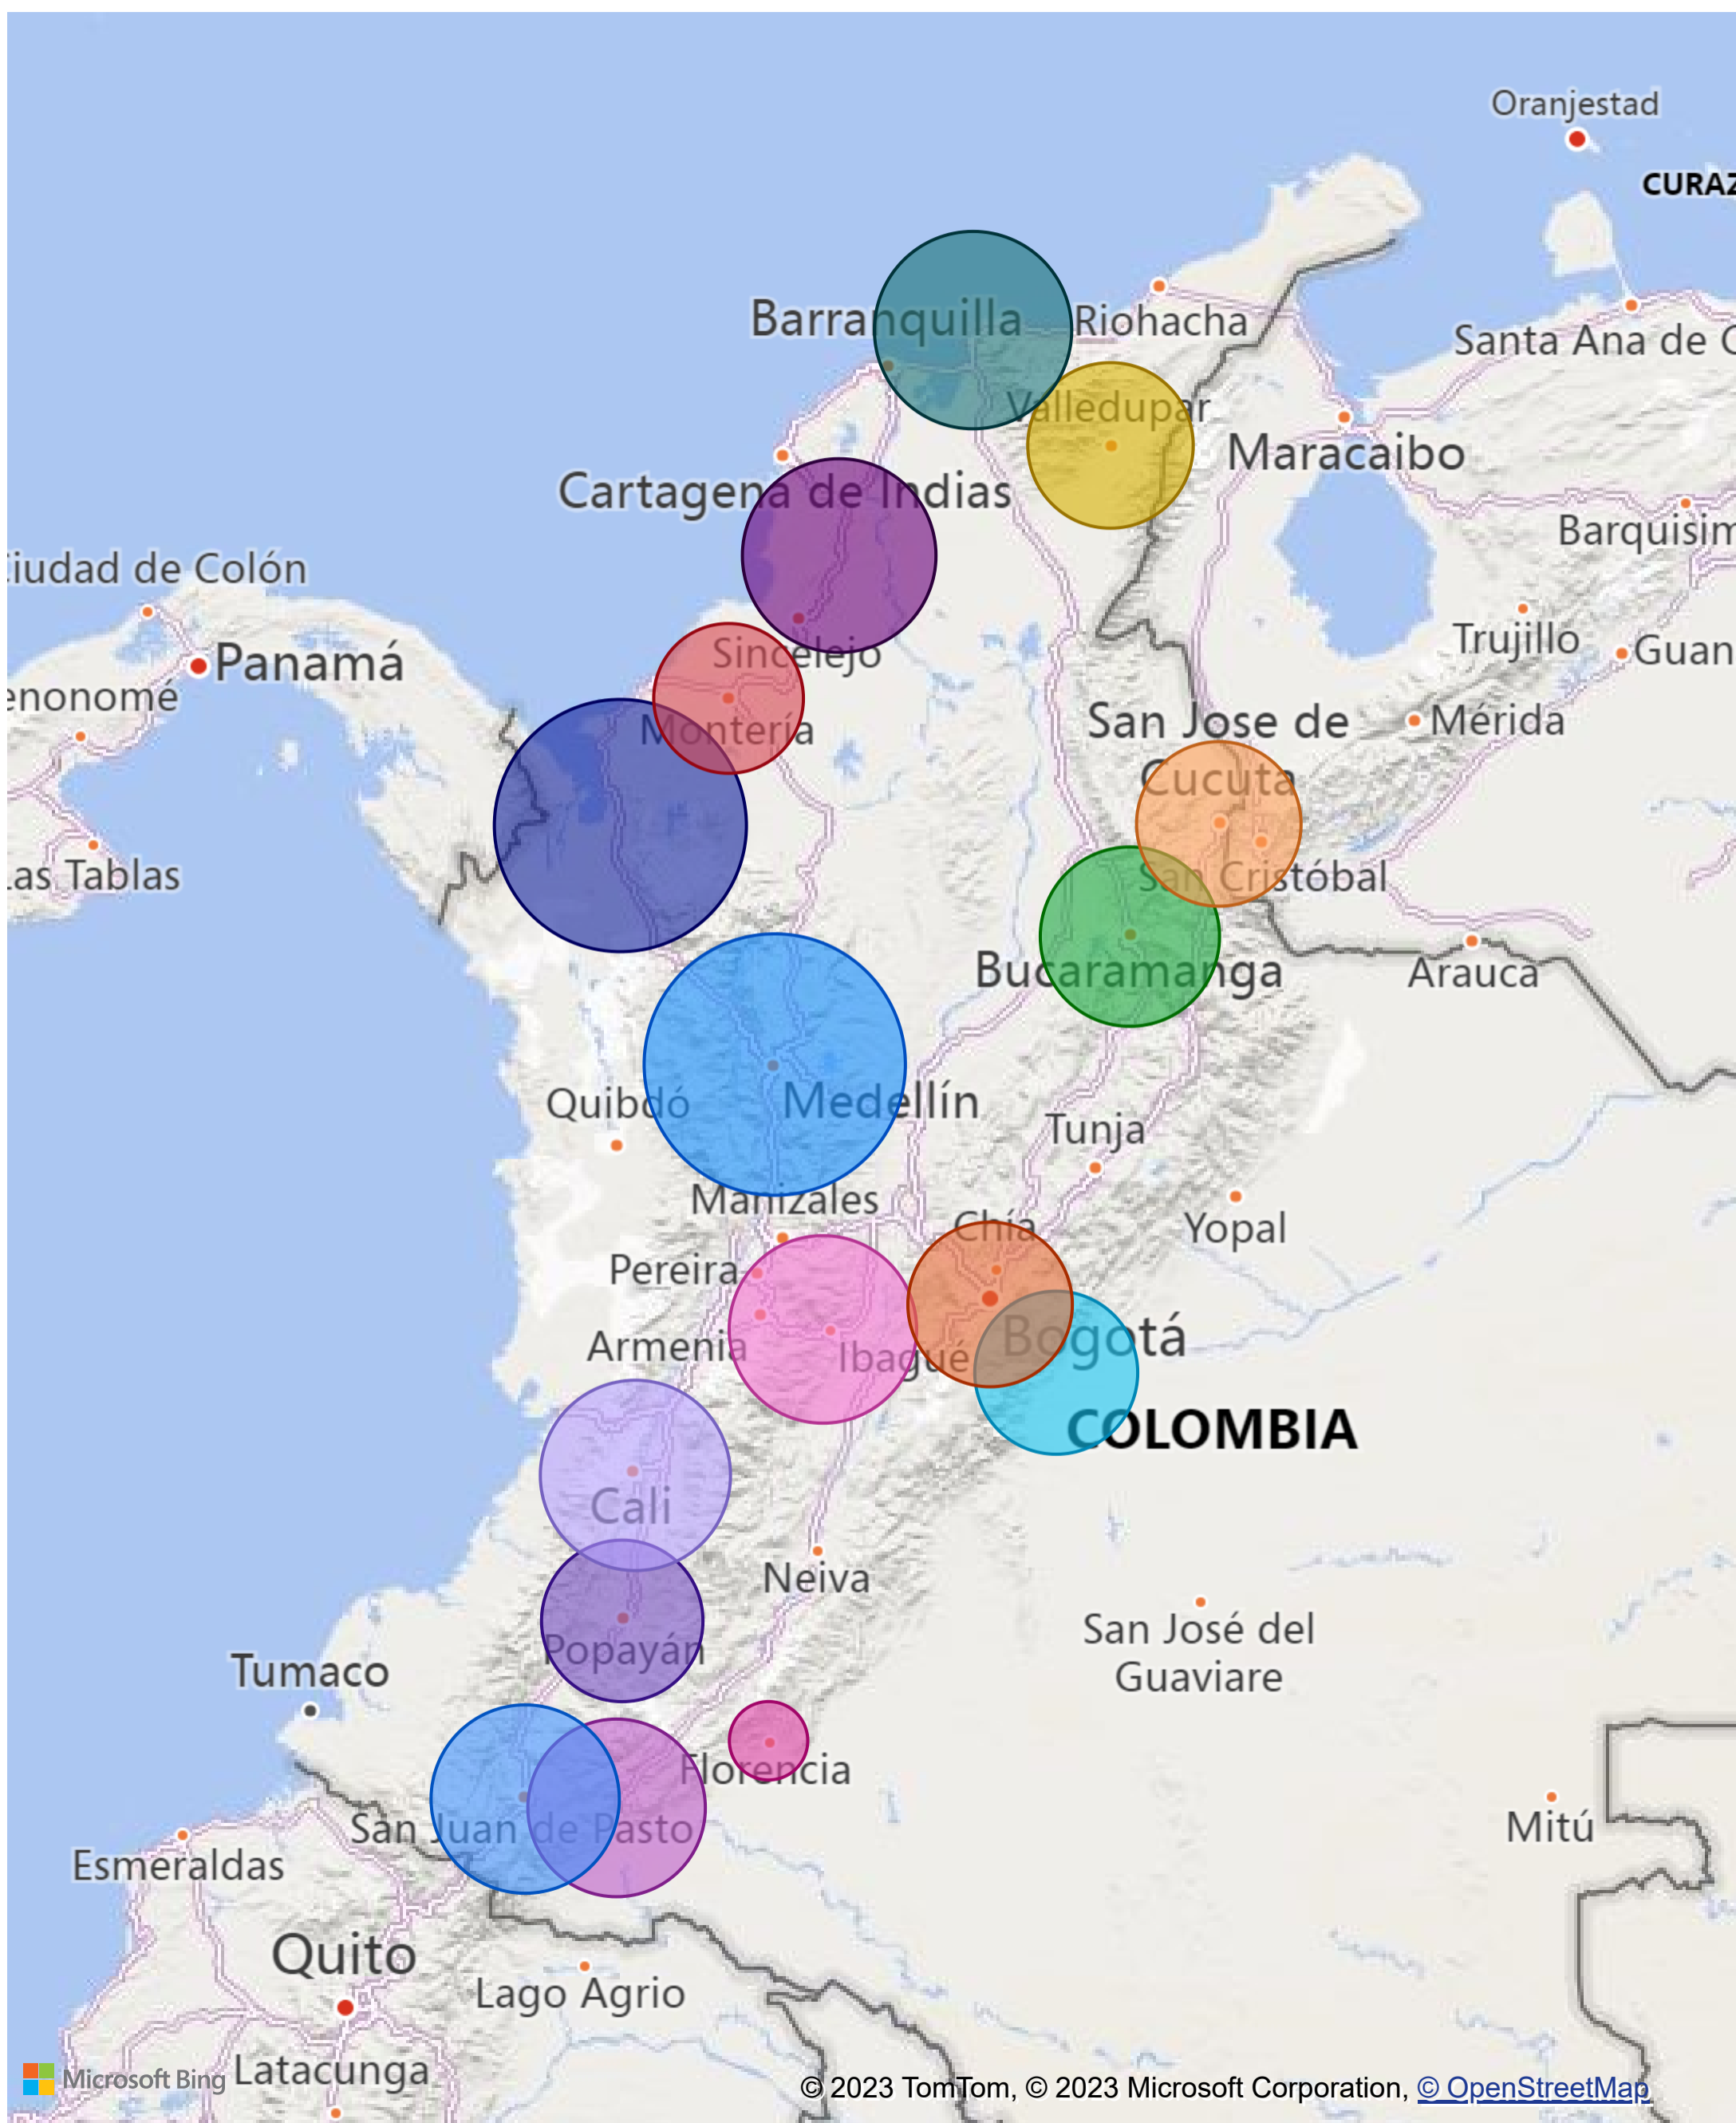 Oranjestad
CURAZ
Barranquilla
Riohacha
Santa Ana de C
Valledupar
Maracaibo
Cartagena de Indias
Barquisim
iudad de Colón
Trujillo
Guan
Sincelejo
Panamá
enonomé
San Jose de
Cucuta
Mérida
Montería
as Tablas
San Cristóbal
Bucaramanga
Arauca
Quibdó
Medellín
Tunja
Manizales
Chía
Yopal
Pereira
Bogotá
Armenia
Ibagué
COLOMBIA
Cali
Neiva
San José del
Guaviare
Popayán
Tumaco
Florencia
San Juan de Pasto
Mitú
Esmeraldas
Quito
Lago Agrio
Latacunga
Microsoft Bing
© 2023 TomTom, © 2023 Microsoft Corporation, © OpenStreetMap